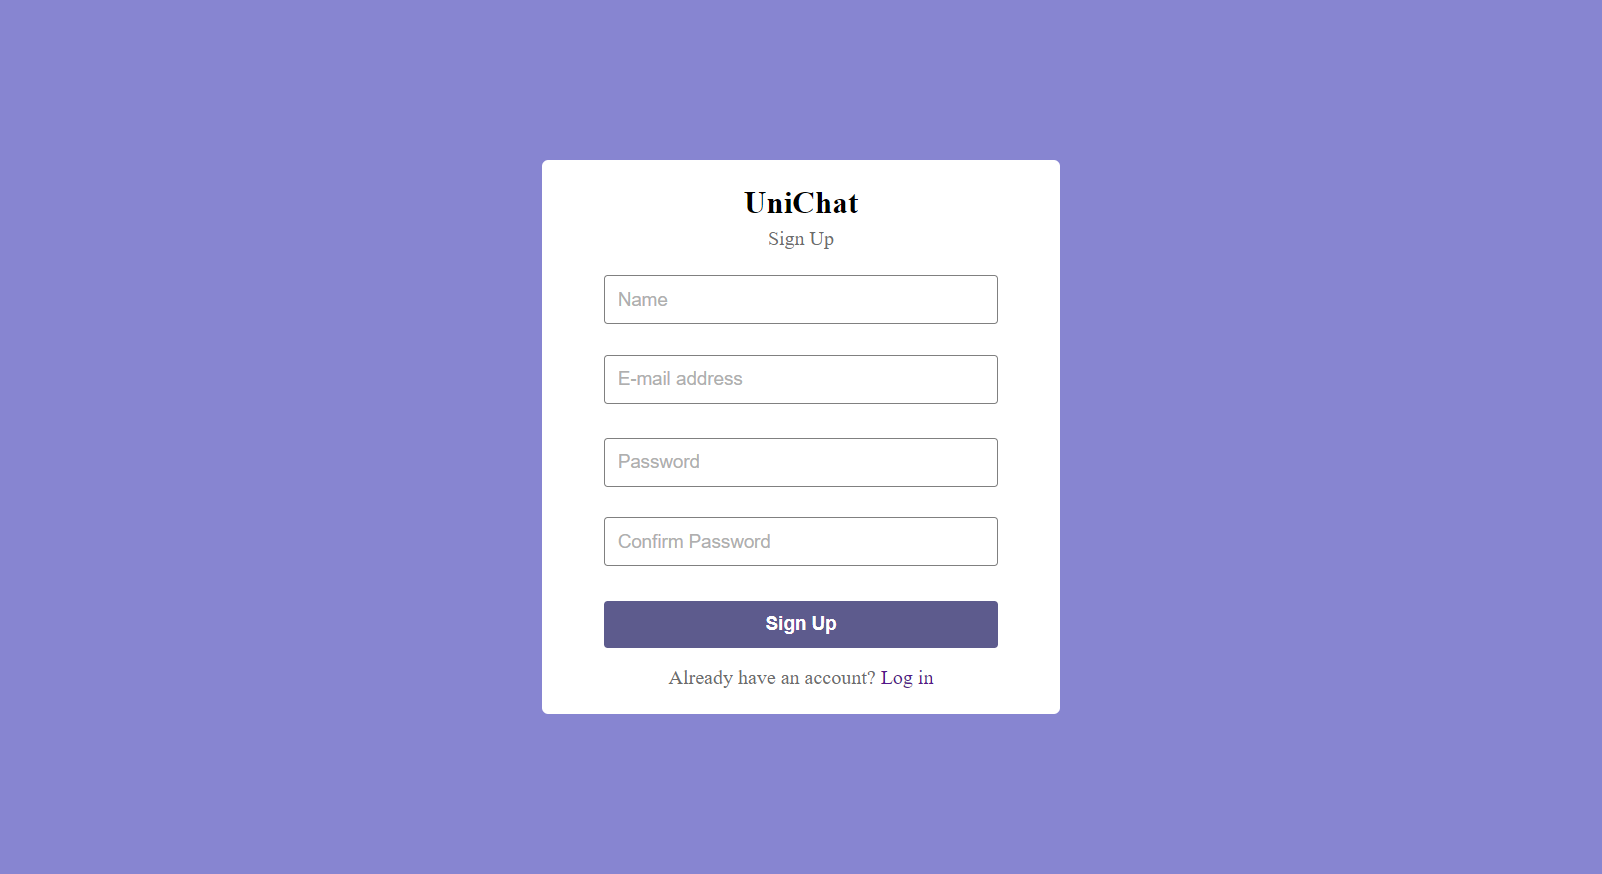 UniChat
Sign Up
Name
E-mail address
Password
Confirm Password
Sign Up
Already have an account? Log in